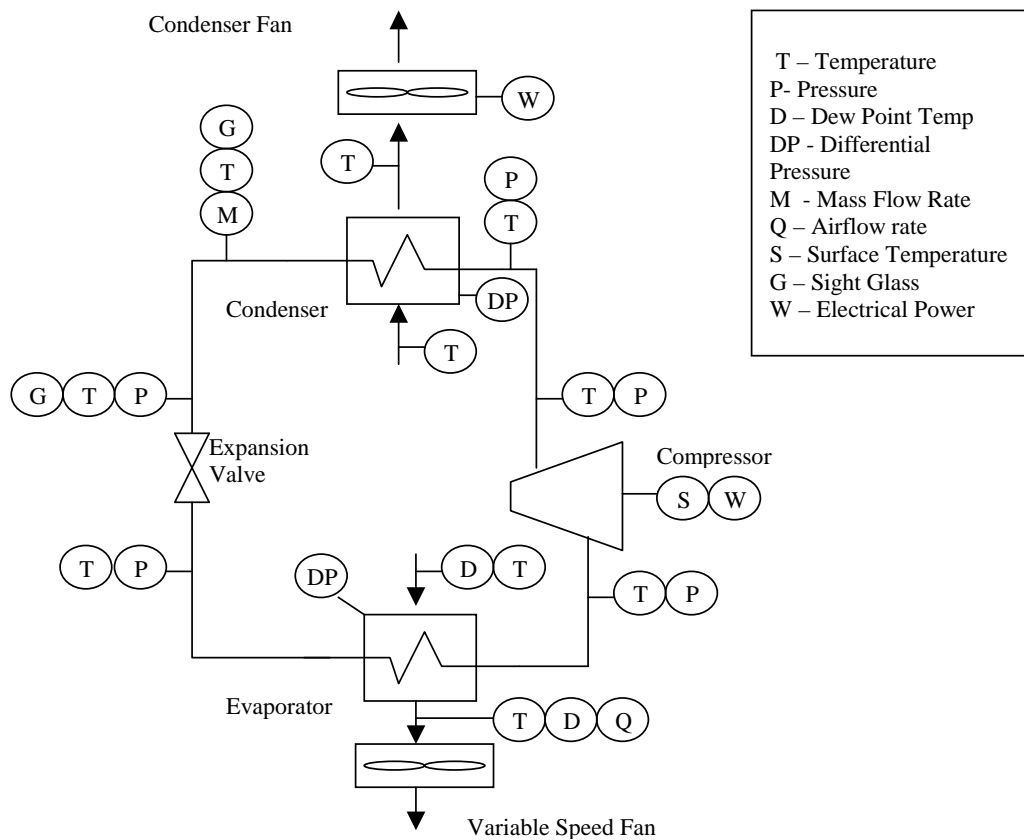 Condenser Fan
T – Temperature
P- Pressure
D – Dew Point Temp
DP - Differential
Pressure
M - Mass Flow Rate
Q – Airflow rate
S – Surface Temperature
G – Sight Glass
W – Electrical Power
W
G
T
M
T
P
T
Condenser
DP
T
G T P
T P
Expansion
Valve
Compressor
S W
T P
DP
D T
T P
Evaporator
T D Q
Variable Speed Fan